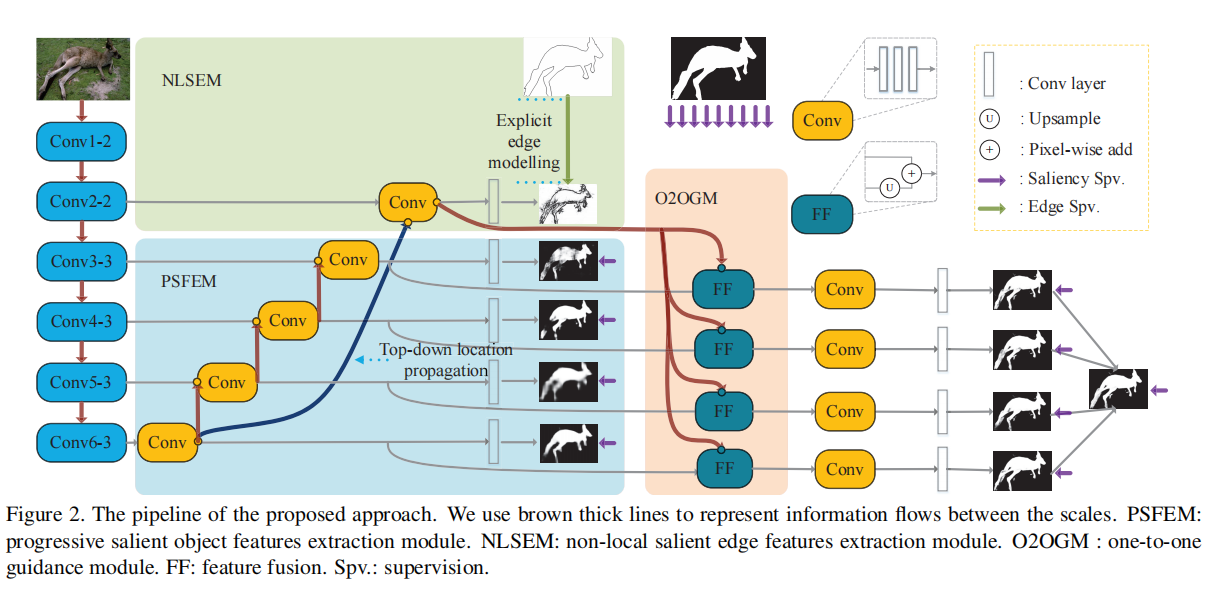 NLSEM
Explicit
edge
modelling
Conv1-2
Conv2-2
Conv3-3
Conv4-3
Conv5-3
Conv6-3
Conv
PSFEM
Conv
Conv
Conv
Conv
Top-down location
propagation
O2OGM
FF
FF
FF
FF
Conv
Conv
Conv
Conv
Conv
FF
U
+
: Conv layer
U : Upsample
+ : Pixel-wise add
: Saliency Spv.
: Edge Spv.
Figure 2. The pipeline of the proposed approach. We use brown thick lines to represent information flows between the scales. PSFEM:
progressive salient object features extraction module. NLSEM: non-local salient edge features extraction module. O2OGM : one-to-one
guidance module. FF: feature fusion. Spv.: supervision.